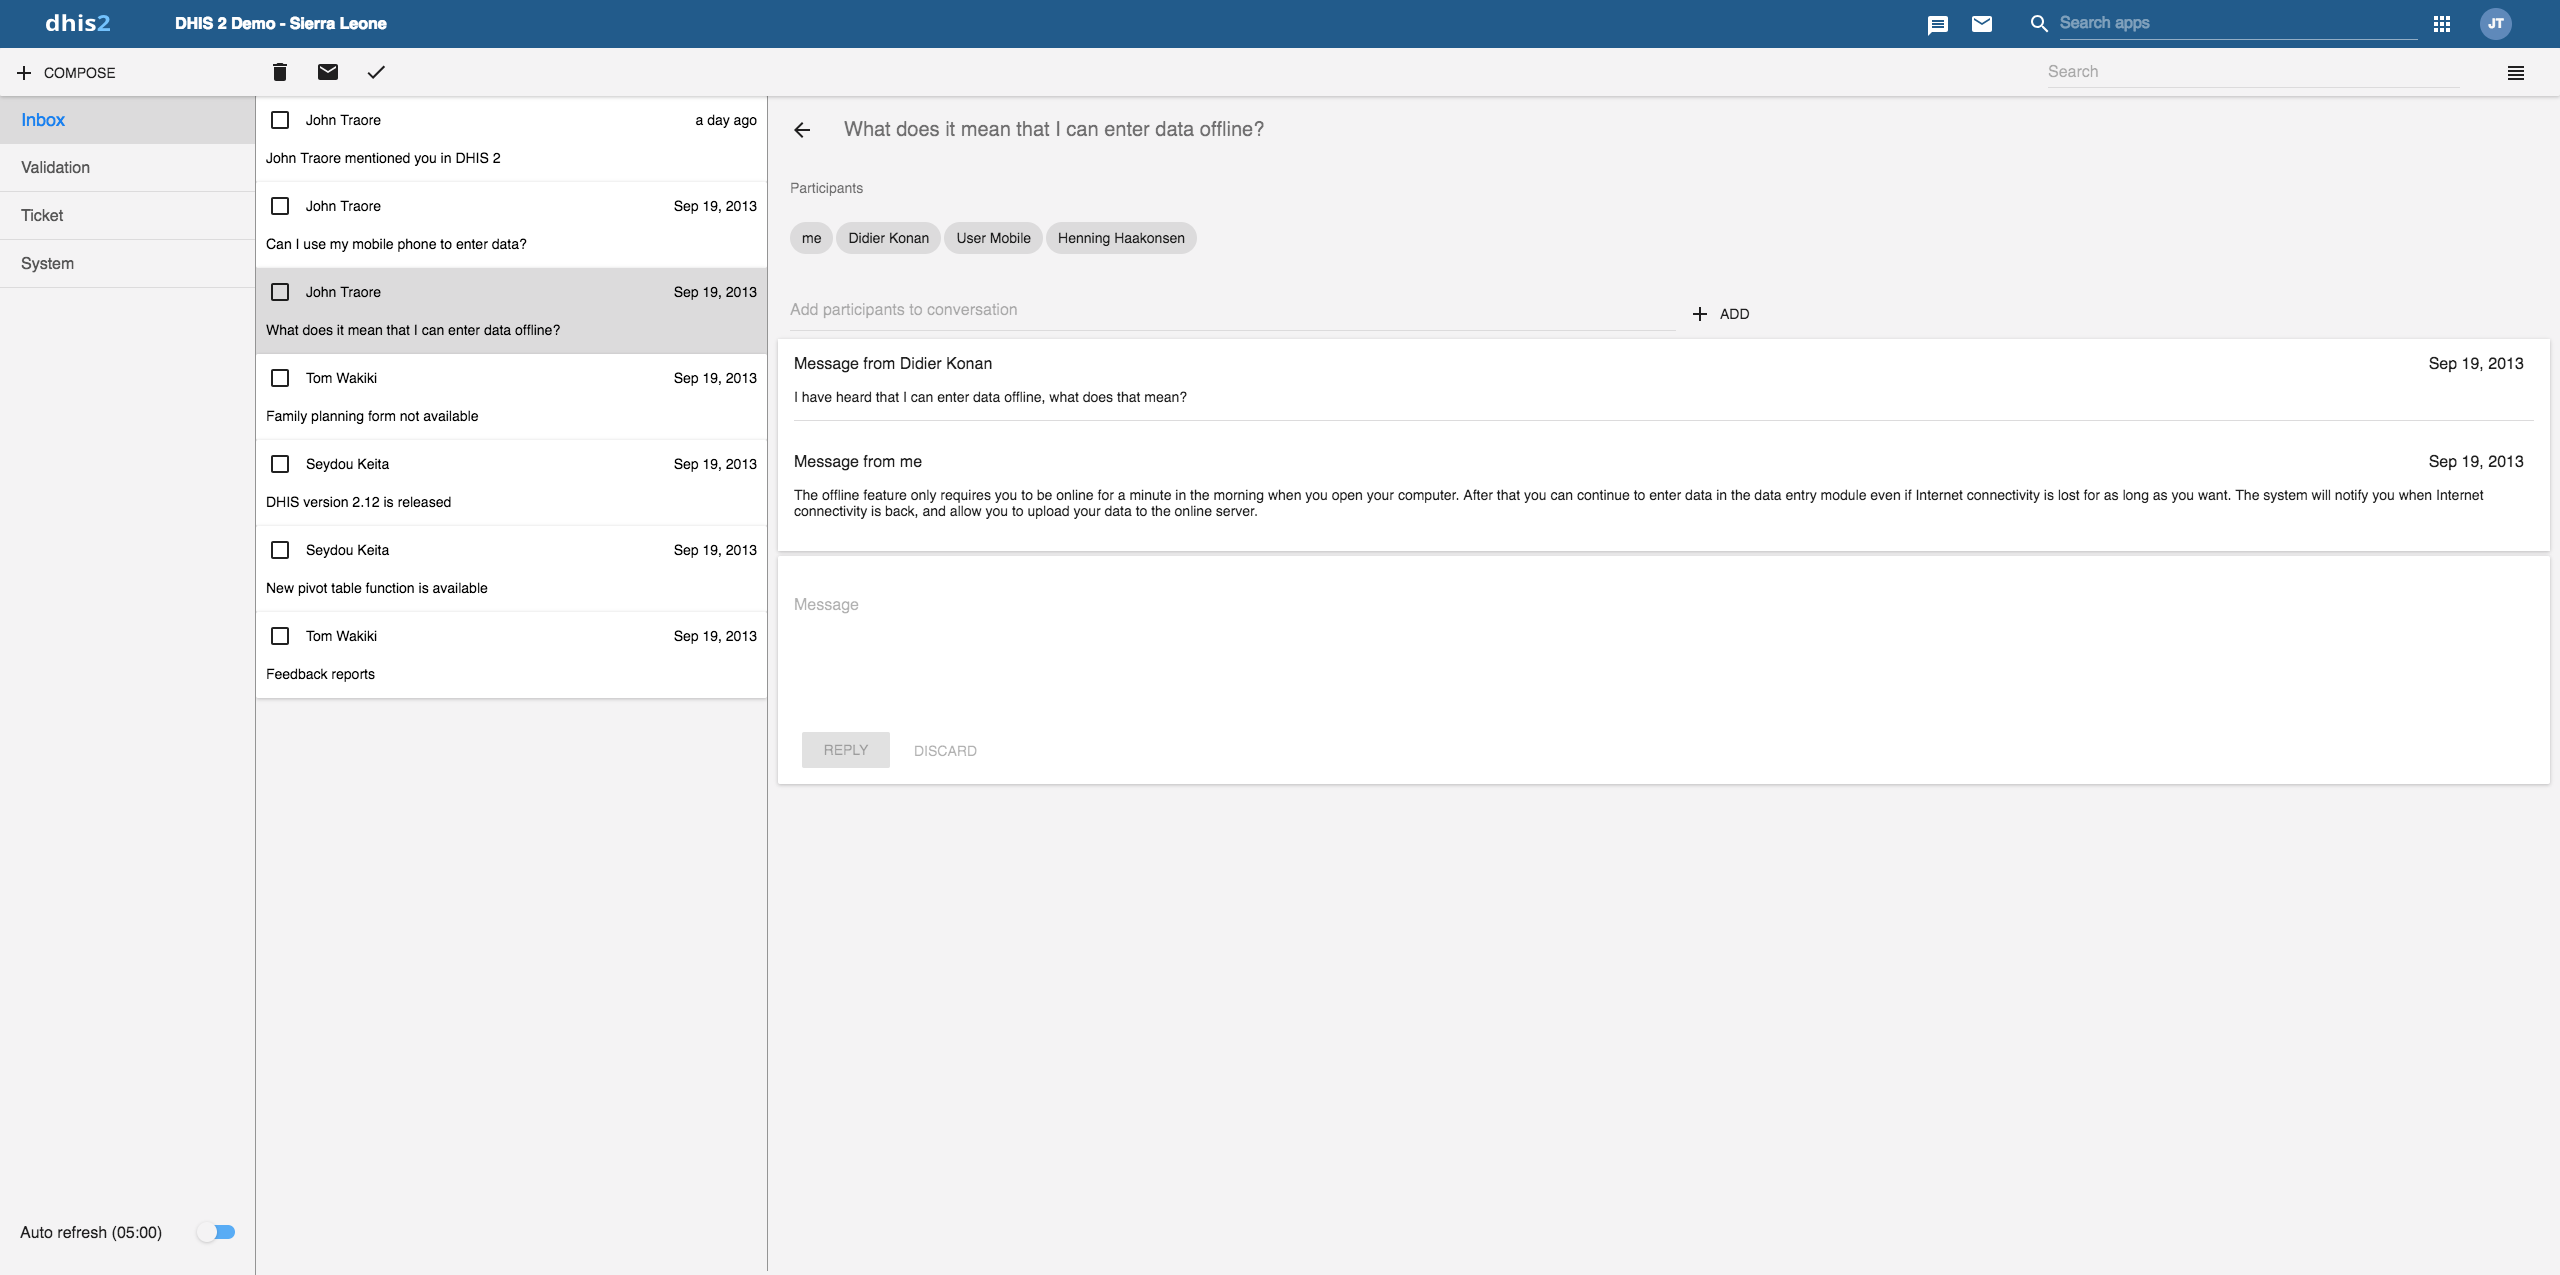 dhis2
DHIS 2 Demo - Sierra Leone
Search apps
JT
COMPOSE
Search
Inbox
Validation
Ticket
System
Auto refresh (05:00)
John Traore a day ago
John Traore mentioned you in DHIS 2
John Traore Sep 19, 2013
Can I use my mobile phone to enter data?
John Traore Sep 19, 2013
What does it mean that I can enter data offline?
Tom Wakiki Sep 19, 2013
Family planning form not available
Seydou Keita Sep 19, 2013
DHIS version 2.12 is released
Seydou Keita Sep 19, 2013
New pivot table function is available
Tom Wakiki Sep 19, 2013
Feedback reports
What does it mean that I can enter data offline?
Participants
me Didier Konan User Mobile Henning Haakonsen
Add participants to conversation
ADD
Message from Didier Konan Sep 19, 2013
I have heard that I can enter data offline, what does that mean?
Message from me Sep 19, 2013
The offline feature only requires you to be online for a minute in the morning when you open your computer. After that you can continue to enter data in the data entry module even if Internet connectivity is lost for as long as you want. The system will notify you when Internet
connectivity is back, and allow you to upload your data to the online server.
Message
REPLY DISCARD